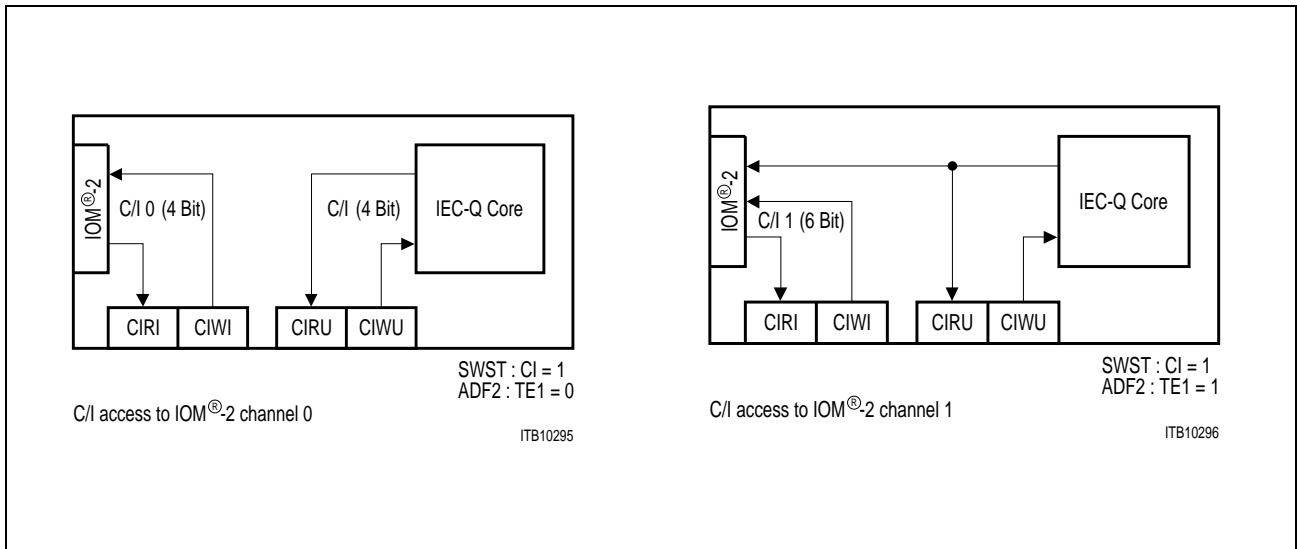 IOM®-2
C/I 0 (4 Bit)
C/I (4 Bit)
IEC-Q Core
CIRI
CIWI
CIRU
CIWU
SWST : CI = 1
ADF2 : TE1 = 0
C/I access to IOM®-2 channel 0
ITB10295
IOM®-2
C/I 1 (6 Bit)
IEC-Q Core
CIRI
CIWI
CIRU
CIWU
SWST : CI = 1
ADF2 : TE1 = 1
C/I access to IOM®-2 channel 1
ITB10296